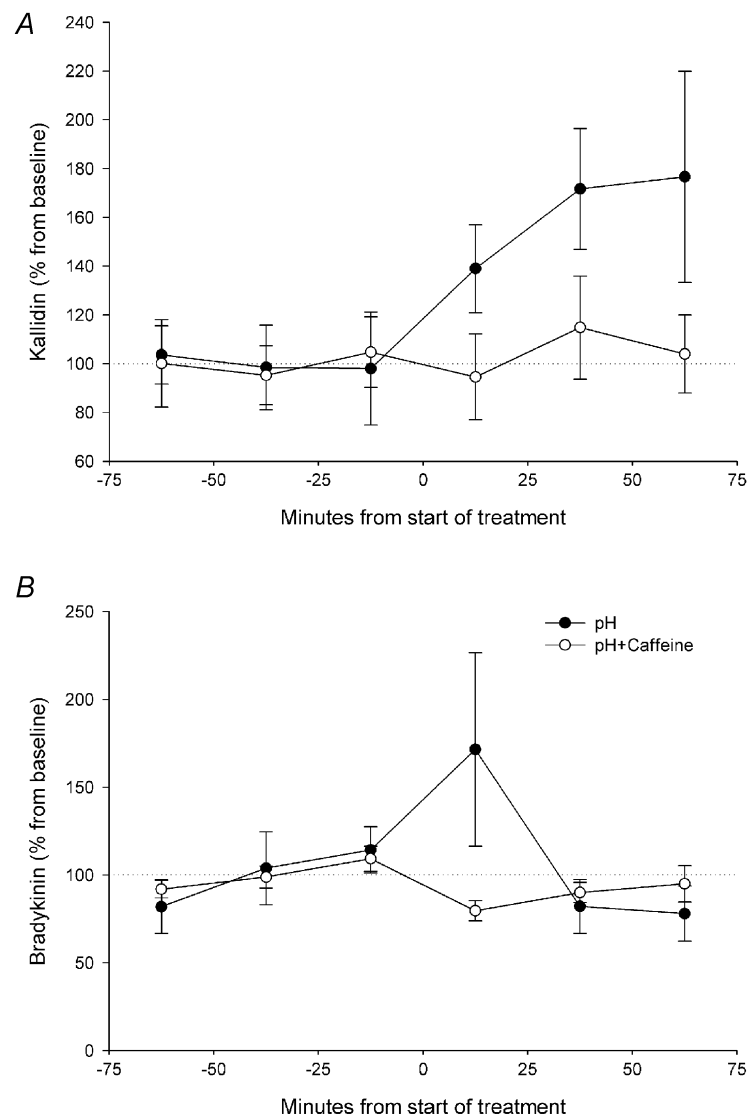 A
240
220
200
180
160
140
120
100
80
60
Kallidin (% from baseline)
-75 -50 -25 0 25 50 75
Minutes from start of treatment
B
250
200
150
100
50
0
Bradykinin (% from baseline)
pH
pH+Caffeine
-75 -50 -25 0 25 50 75
Minutes from start of treatment